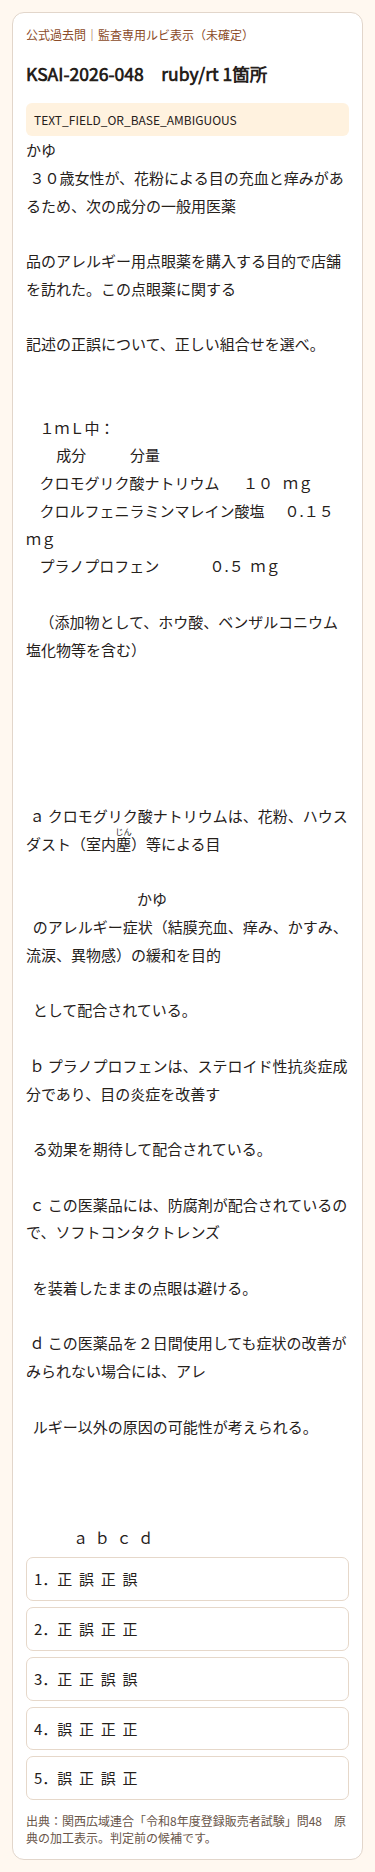 公式過去問｜監査専用ルビ表示（未確定）
KSAI-2026-048　ruby/rt 1箇所
TEXT_FIELD_OR_BASE_AMBIGUOUS
かゆ
３０歳女性が、花粉による目の充血と痒みがあ
るため、次の成分の一般用医薬
品のアレルギー用点眼薬を購入する目的で店舗
を訪れた。この点眼薬に関する
記述の正誤について、正しい組合せを選べ。
１ｍＬ中：
成分　　　分量
クロモグリク酸ナトリウム　１０ ｍｇ
クロルフェニラミンマレイン酸塩　０.１５
ｍｇ
プラノプロフェン　　　０.５ ｍｇ
（添加物として、ホウ酸、ベンザルコニウム
塩化物等を含む）
ａ クロモグリク酸ナトリウムは、花粉、ハウス
じん
ダスト（室内塵）等による目
かゆ
のアレルギー症状（結膜充血、痒み、かすみ、
流涙、異物感）の緩和を目的
として配合されている。
ｂ プラノプロフェンは、ステロイド性抗炎症成
分であり、目の炎症を改善す
る効果を期待して配合されている。
ｃ この医薬品には、防腐剤が配合されているの
で、ソフトコンタクトレンズ
を装着したままの点眼は避ける。
ｄ この医薬品を２日間使用しても症状の改善が
みられない場合には、アレ
ルギー以外の原因の可能性が考えられる。
ａ ｂ ｃ ｄ
1．正 誤 正 誤
2．正 誤 正 正
3．正 正 誤 誤
4．誤 正 正 正
5．誤 正 誤 正
出典：関西広域連合「令和8年度登録販売者試験」問48　原
典の加工表示。判定前の候補です。